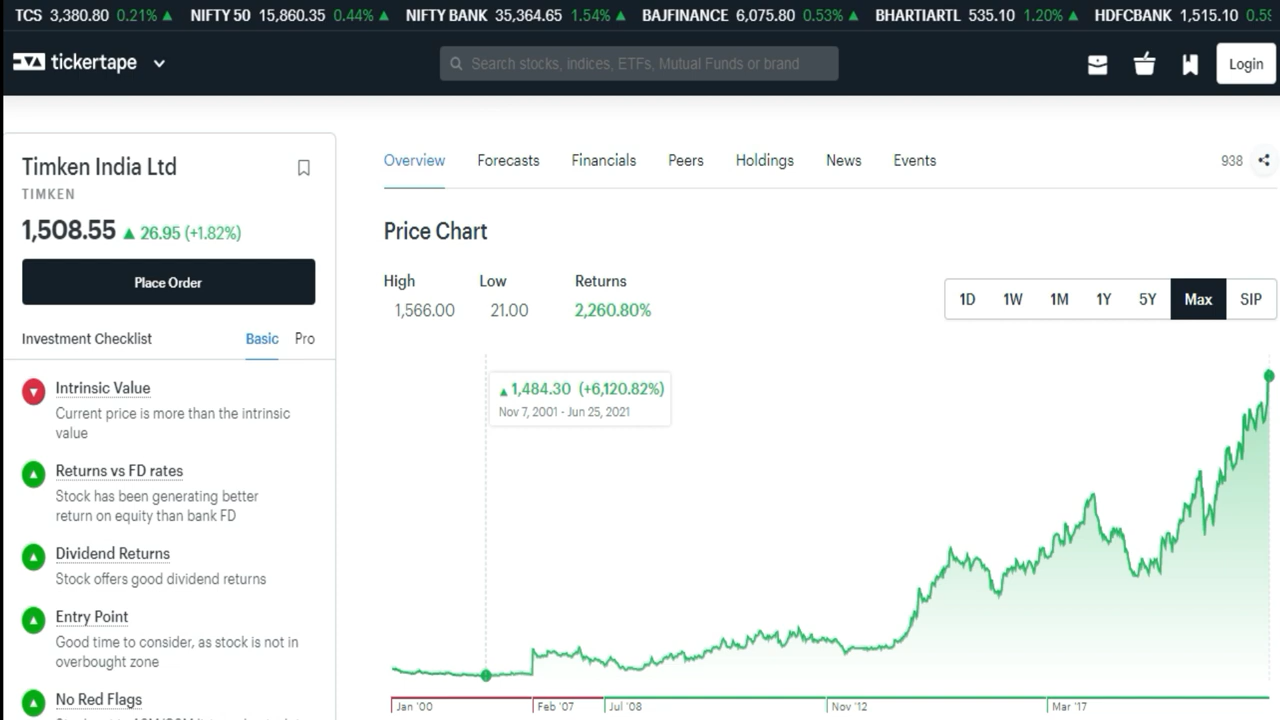 TCS 3,380.80 0.21% ▲ NIFTY 50 15,860.35 0.44% ▲ NIFTY BANK 35,364.65 1.54% ▲ BAJFINANCE 6,075.80 0.53% ▲ BHARTIARTL 535.10 1.20% ▲ HDFCBANK 1,515.10
tickertape
Search stocks, indices, ETFs, Mutual Funds or brand
Login
Timken India Ltd
TIMKEN
1,508.55 ▲ 26.95 (+1.82%)
Place Order
Investment Checklist Basic Pro
Intrinsic Value
Current price is more than the intrinsic
value
Returns vs FD rates
Stock has been generating better
return on equity than bank FD
Dividend Returns
Stock offers good dividend returns
Entry Point
Good time to consider, as stock is not in
overbought zone
No Red Flags
Overview Forecasts Financials Peers Holdings News Events 938
Price Chart
High Low Returns
1,566.00 21.00 2,260.80%
1D 1W 1M 1Y 5Y Max SIP
▲ 1,484.30 (+6,120.82%)
Nov 7, 2001 - Jun 25, 2021
Jan '00 Feb '07 Jul '08 Nov '12 Mar '17